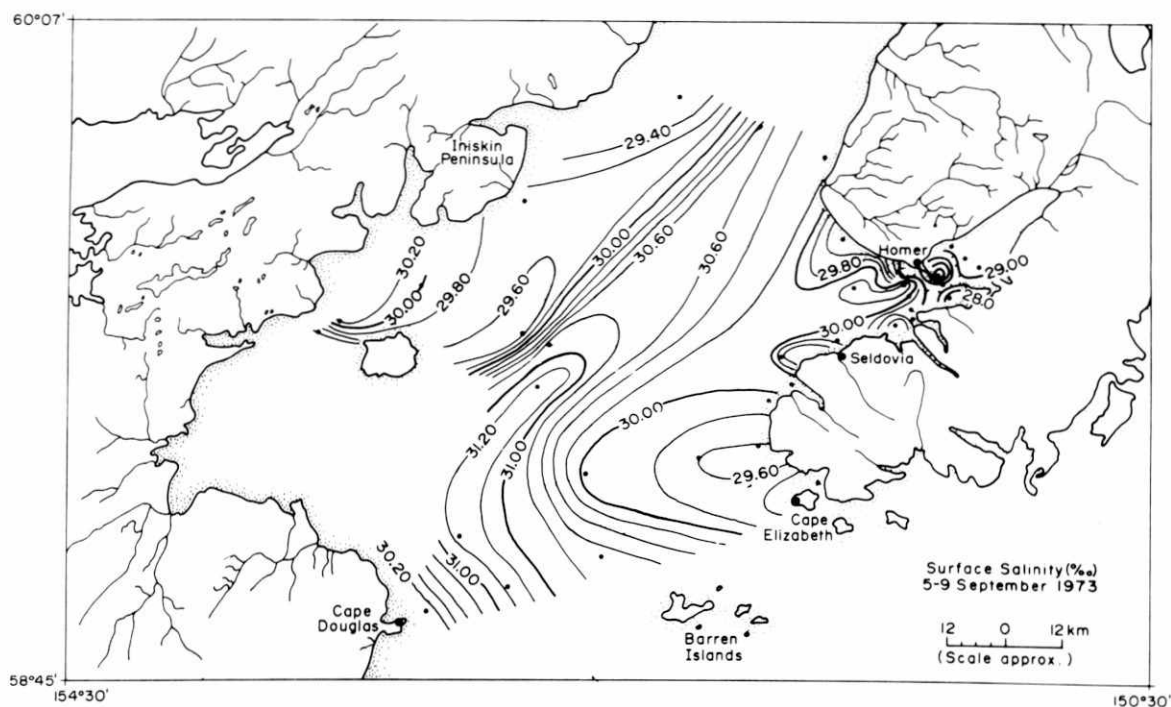 60°07'
Iniskin
Peninsula
29.40
30.20
30.00
29.80
29.60
30.00
30.60
30.60
Homer
29.80
29.00
28.0
30.00
Seldovia
31.20
31.00
30.00
29.60
Cape
Elizabeth
30.20
31.00
Cape
Douglas
Barren
Islands
Surface Salinity (‰)
5-9 September 1973
12 0 12 km
(Scale approx.)
58°45'
154°30'
150°30'